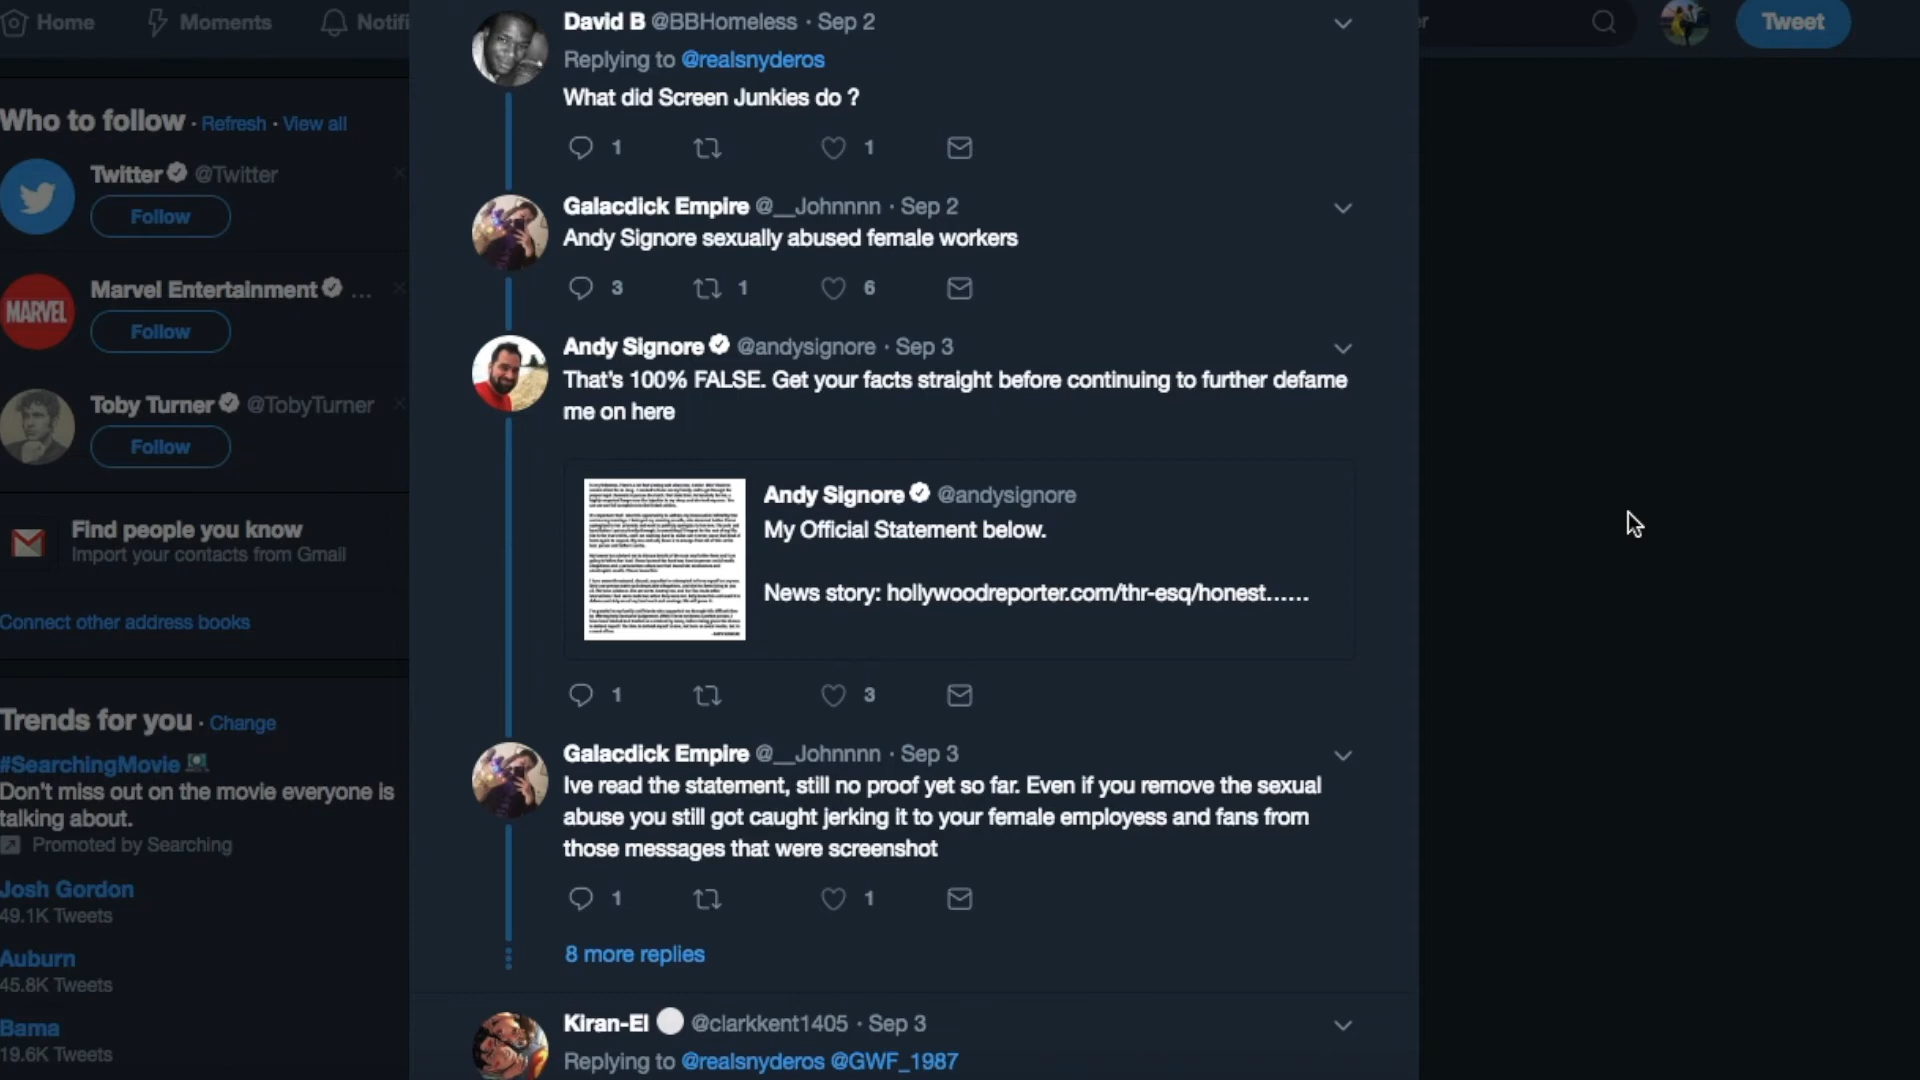 Home
Moments
Notifi
Tweet
Who to follow · Refresh · View all
Twitter @Twitter
Follow
MARVEL
Marvel Entertainment ...
Follow
Toby Turner @TobyTurner
Follow
Find people you know
Import your contacts from Gmail
Connect other address books
Trends for you · Change
#SearchingMovie
Don't miss out on the movie everyone is
talking about.
Promoted by Searching
Josh Gordon
49.1K Tweets
Auburn
45.8K Tweets
Bama
19.6K Tweets
David B @BBHomeless · Sep 2
Replying to @realsnyderos
What did Screen Junkies do ?
1 1
Galacdick Empire @__Johnnnn · Sep 2
Andy Signore sexually abused female workers
3 1 6
Andy Signore @andysignore · Sep 3
That's 100% FALSE. Get your facts straight before continuing to further defame
me on here
Andy Signore @andysignore
My Official Statement below.
News story: hollywoodreporter.com/thr-esq/honest......
1 3
Galacdick Empire @__Johnnnn · Sep 3
Ive read the statement, still no proof yet so far. Even if you remove the sexual
abuse you still got caught jerking it to your female employess and fans from
those messages that were screenshot
1 1
8 more replies
Kiran-El @clarkkent1405 · Sep 3
Replying to @realsnyderos @GWF_1987